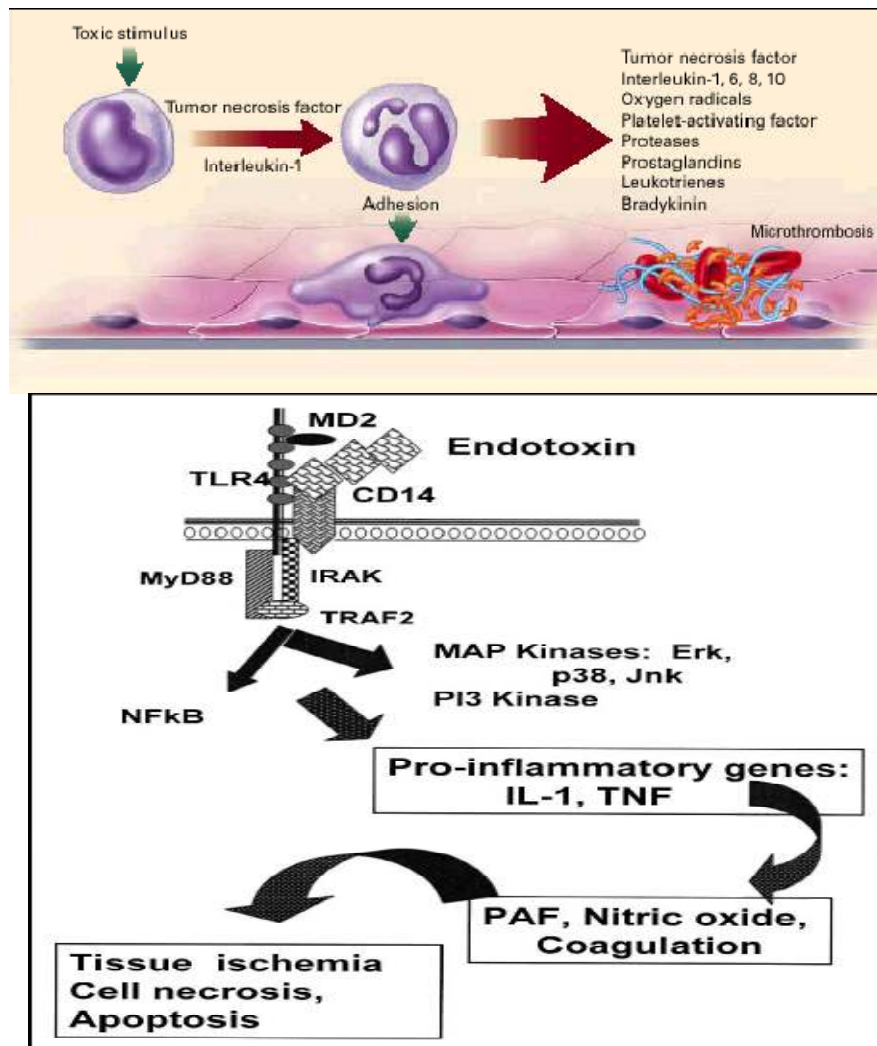 Toxic stimulus
Tumor necrosis factor
Interleukin-1
Adhesion
Tumor necrosis factor
Interleukin-1, 6, 8, 10
Oxygen radicals
Platelet-activating factor
Proteases
Prostaglandins
Leukotrienes
Bradykinin
Microthrombosis
MD2
Endotoxin
TLR4
CD14
MyD88
IRAK
TRAF2
MAP Kinases: Erk,
p38, Jnk
PI3 Kinase
NFkB
Pro-inflammatory genes:
IL-1, TNF
PAF, Nitric oxide,
Coagulation
Tissue ischemia
Cell necrosis,
Apoptosis